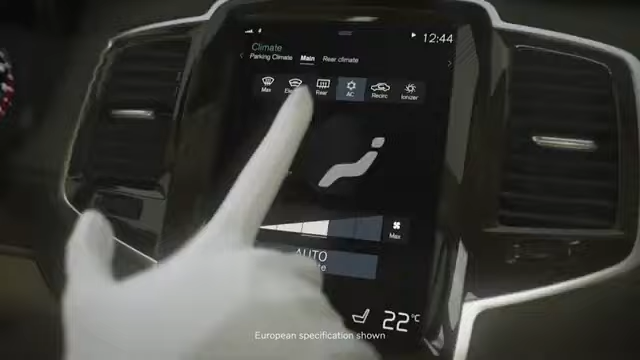 12:44
Climate
Parking Climate Main Rear climate
Max
Rear
AC
Recirc
Ionizer
Max
AUTO
22°C
European specification shown